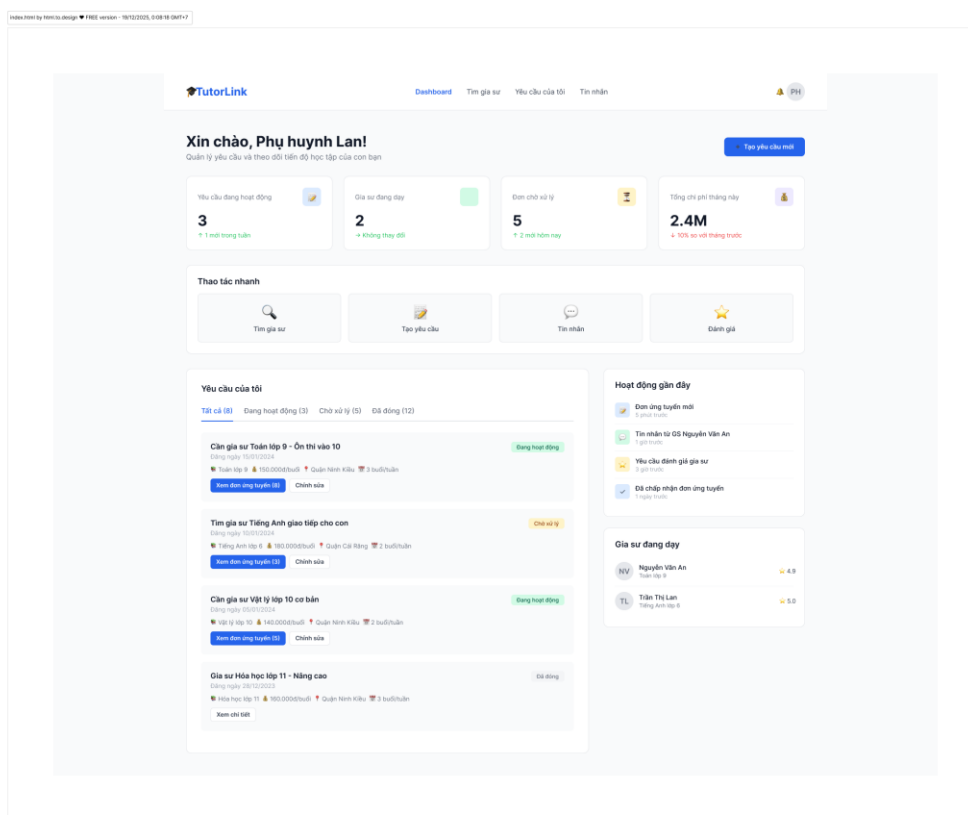 index.html by html.to.design ❤ FREE version - 19/12/2025, 0:08:18 GMT+7
TutorLink
Dashboard Tìm gia sư Yêu cầu của tôi Tin nhắn
PH
Xin chào, Phụ huynh Lan!
Quản lý yêu cầu và theo dõi tiến độ học tập của con bạn
Tạo yêu cầu mới
Yêu cầu đang hoạt động
3
↑ 1 mới trong tuần
Gia sư đang dạy
2
→ Không thay đổi
Đơn chờ xử lý
5
↑ 2 mới hôm nay
Tổng chi phí tháng này
2.4M
↓ 10% so với tháng trước
Thao tác nhanh
Tìm gia sư
Tạo yêu cầu
Tin nhắn
Đánh giá
Yêu cầu của tôi
Tất cả (8) Đang hoạt động (3) Chờ xử lý (5) Đã đóng (12)
Cần gia sư Toán lớp 9 - Ôn thi vào 10
Đang hoạt động
Đăng ngày 15/01/2024
Toán lớp 9 150.000đ/buổi Quận Ninh Kiều 3 buổi/tuần
Xem đơn ứng tuyển (8) Chỉnh sửa
Tìm gia sư Tiếng Anh giao tiếp cho con
Chờ xử lý
Đăng ngày 10/01/2024
Tiếng Anh lớp 6 180.000đ/buổi Quận Cái Răng 2 buổi/tuần
Xem đơn ứng tuyển (3) Chỉnh sửa
Cần gia sư Vật lý lớp 10 cơ bản
Đang hoạt động
Đăng ngày 05/01/2024
Vật lý lớp 10 140.000đ/buổi Quận Ninh Kiều 2 buổi/tuần
Xem đơn ứng tuyển (5) Chỉnh sửa
Gia sư Hóa học lớp 11 - Nâng cao
Đã đóng
Đăng ngày 28/12/2023
Hóa học lớp 11 160.000đ/buổi Quận Ninh Kiều 3 buổi/tuần
Xem chi tiết
Hoạt động gần đây
Đơn ứng tuyển mới
5 phút trước
Tin nhắn từ GS Nguyễn Văn An
1 giờ trước
Yêu cầu đánh giá gia sư
3 giờ trước
Đã chấp nhận đơn ứng tuyển
1 ngày trước
Gia sư đang dạy
NV
Nguyễn Văn An
Toán lớp 9
4.9
TL
Trần Thị Lan
Tiếng Anh lớp 6
5.0